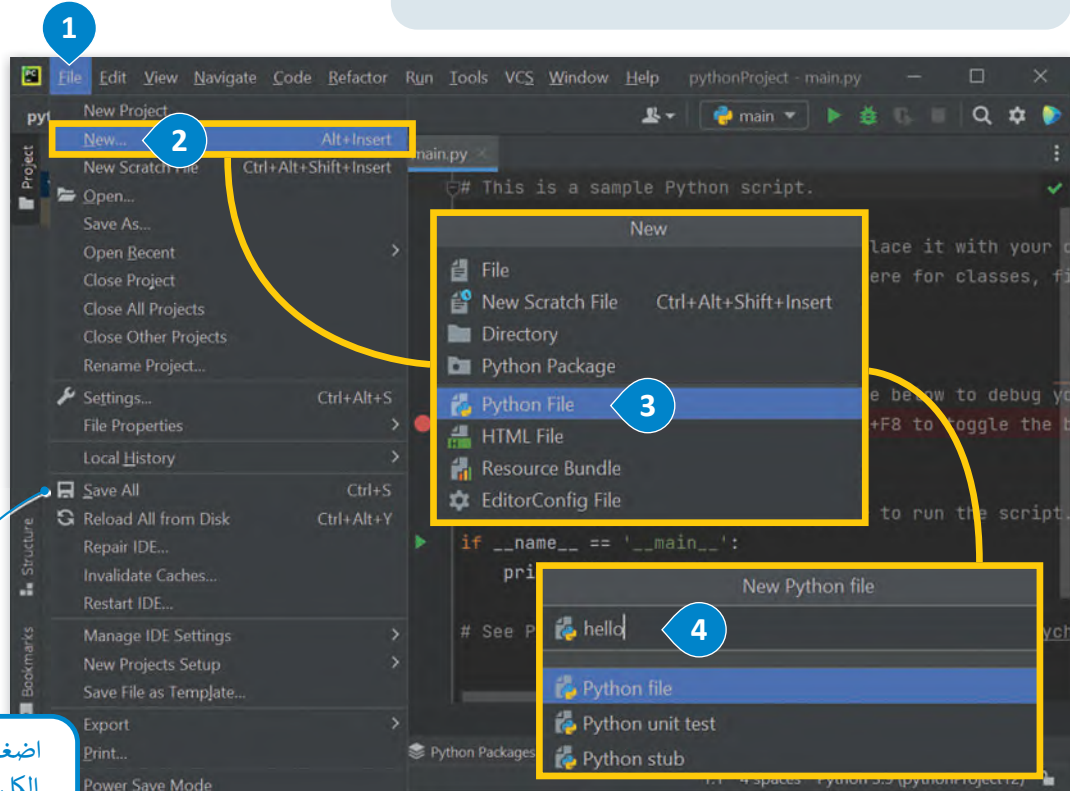 1
File Edit View Navigate Code Refactor Run Tools VCS Window Help pythonProject - main.py
New Project
main
New... Alt+Insert
2
New Scratch File Ctrl+Alt+Shift+Insert
main.py
Project
# This is a sample Python script.
Open...
Save As...
Open Recent
Close Project
Close All Projects
Close Other Projects
Rename Project...
Settings... Ctrl+Alt+S
File Properties
Local History
Save All Ctrl+S
Reload All from Disk Ctrl+Alt+Y
Repair IDE...
Invalidate Caches...
Restart IDE...
Manage IDE Settings
New Projects Setup
Save File as Template...
Export
Print...
Power Save Mode
Structure
Bookmarks
New
File
New Scratch File Ctrl+Alt+Shift+Insert
Directory
Python Package
Python File
3
HTML File
Resource Bundle
EditorConfig File
lace it with your
ere for classes,
below to debug
+F8 to toggle the
to run the script.
if __name__ == '__main__':
pri
# See P
New Python file
hello
4
Python file
Python unit test
Python stub
Python Packages